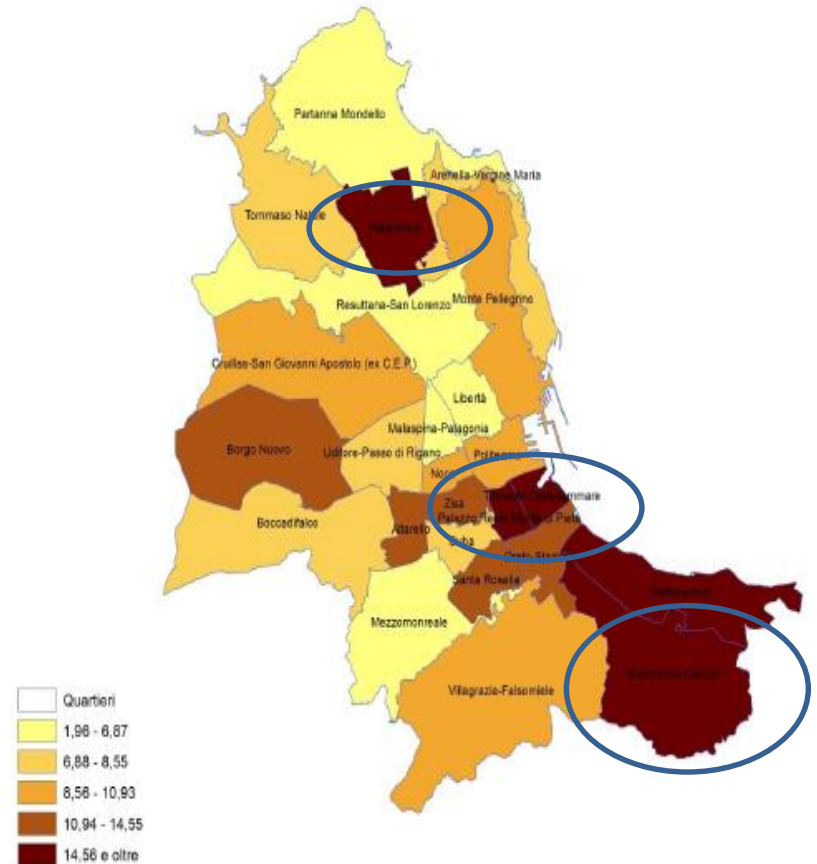 Partanna Mondello
Arenella-Vergine Maria
Tommaso Natale
Resuttana-San Lorenzo
Monte Pellegrino
Cruillas-San Giovanni Apostolo (ex C.E.P.)
Libertà
Malaspina-Palagonia
Borgo Nuovo
Uditore-Passo di Rigano
Politeama
Noce
Zisa
Boccadifalco
Altarello
Cuba
Santa Rosalia
Mezzomonreale
Villagrazia-Falsomiele
Quartieri
1,96 - 6,87
6,88 - 8,55
8,56 - 10,93
10,94 - 14,55
14,56 e oltre